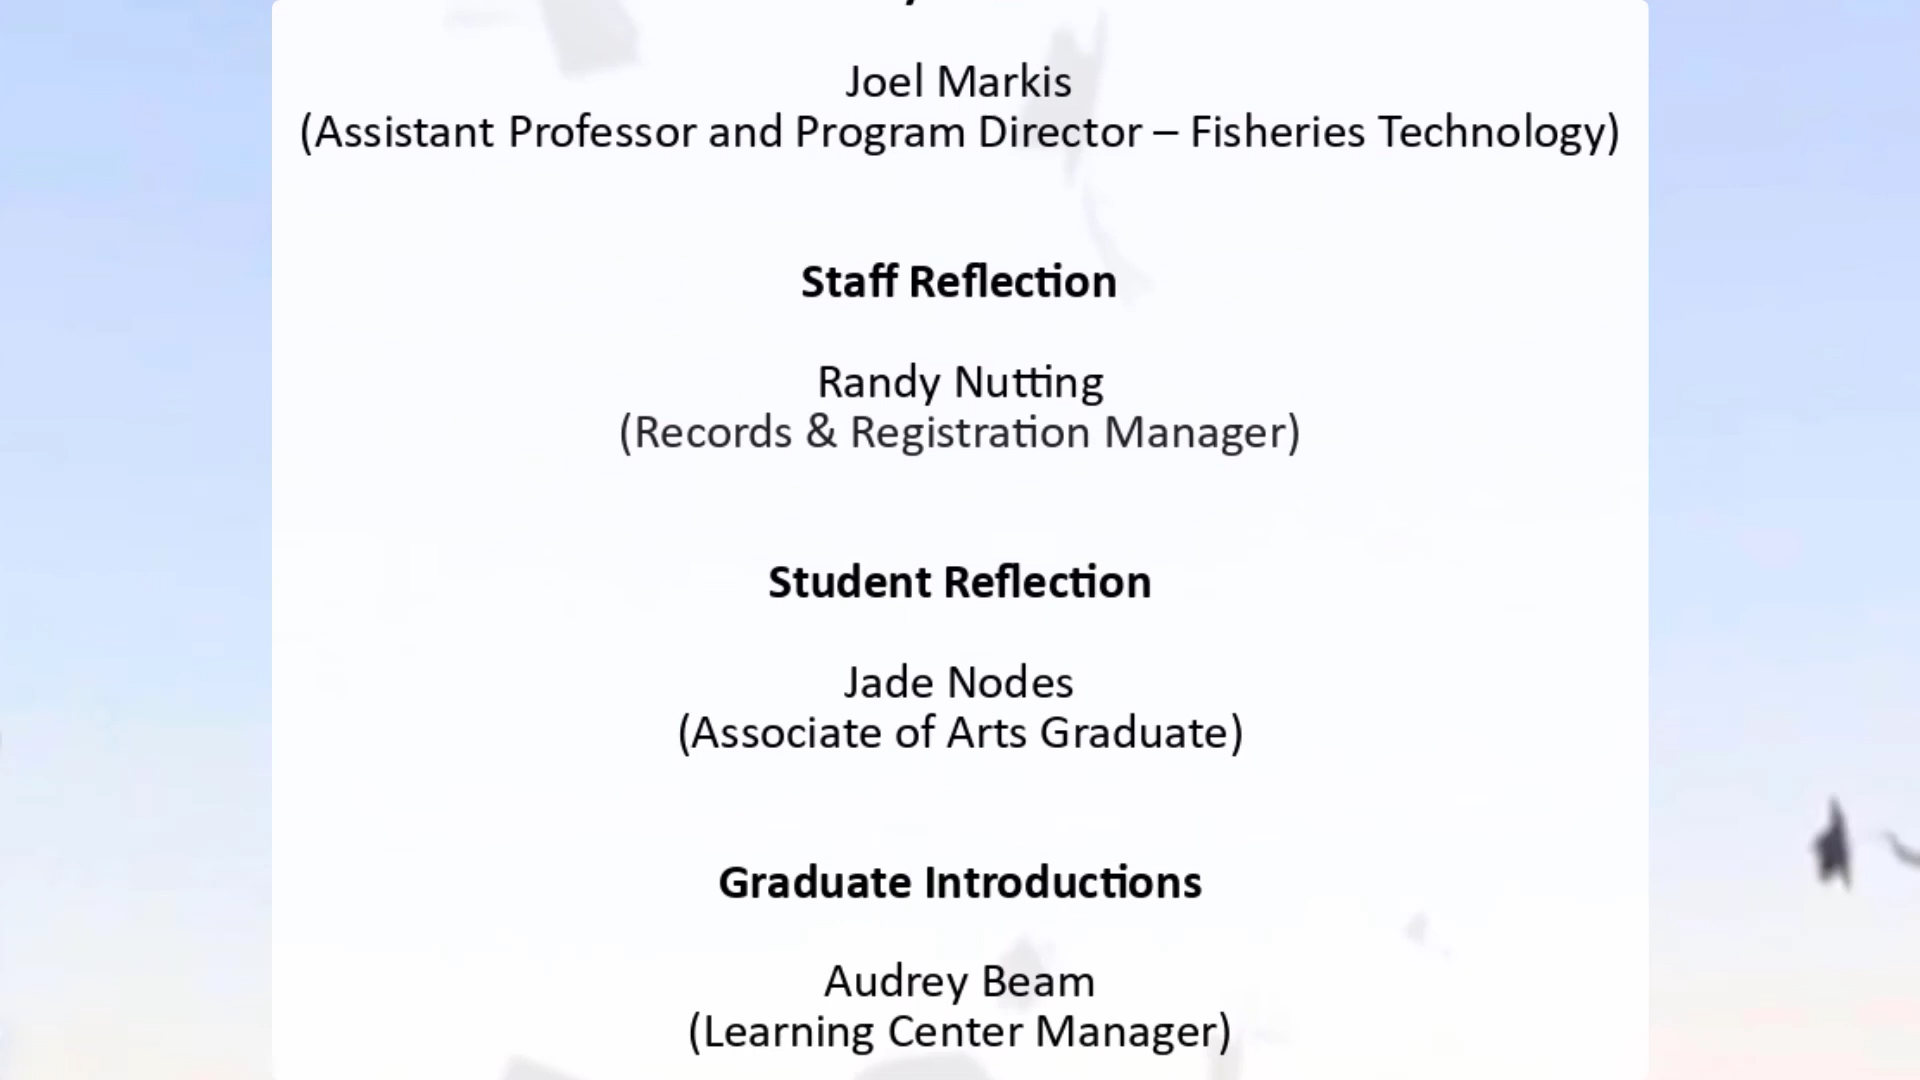 Joel Markis
(Assistant Professor and Program Director – Fisheries Technology)
Staff Reflection
Randy Nutting
(Records & Registration Manager)
Student Reflection
Jade Nodes
(Associate of Arts Graduate)
Graduate Introductions
Audrey Beam
(Learning Center Manager)